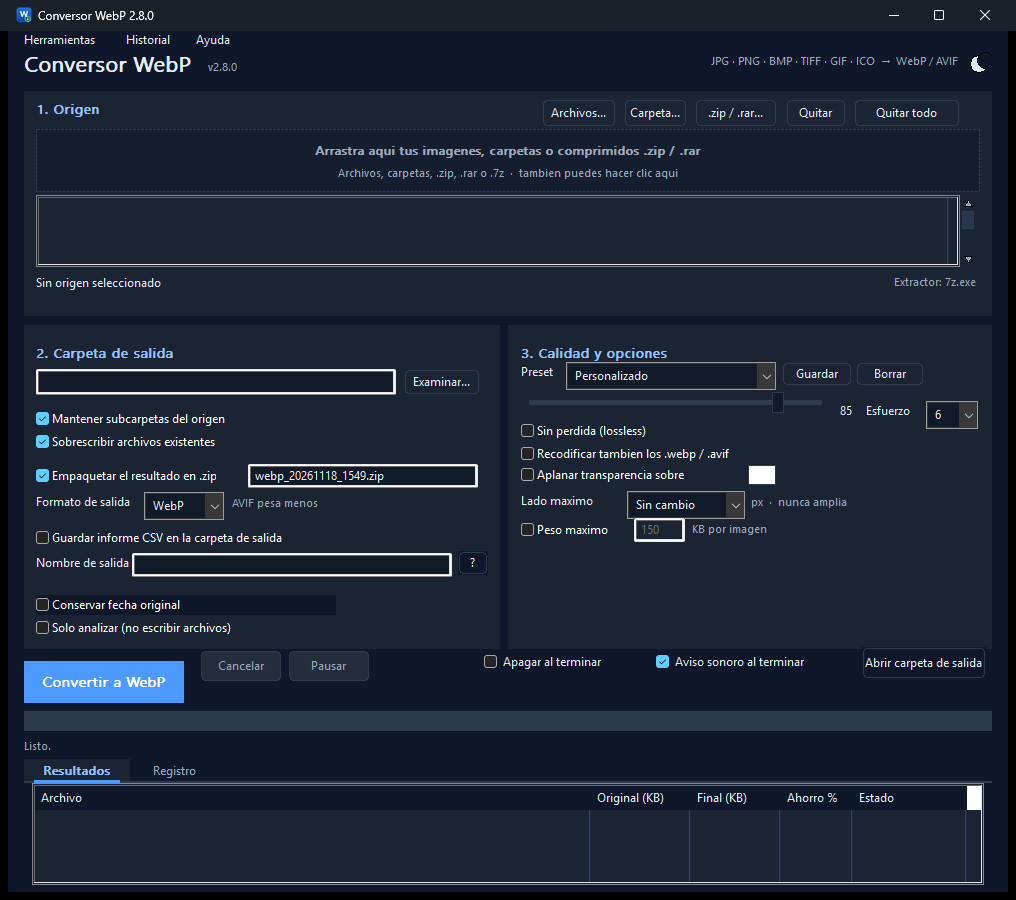 Conversor WebP 2.8.0
Herramientas Historial Ayuda
Conversor WebP v2.8.0 JPG · PNG · BMP · TIFF · GIF · ICO → WebP / AVIF
1. Origen Archivos... Carpeta... .zip / .rar... Quitar Quitar todo
Arrastra aqui tus imagenes, carpetas o comprimidos .zip / .rar
Archivos, carpetas, .zip, .rar o .7z · tambien puedes hacer clic aqui
Sin origen seleccionado Extractor: 7z.exe
2. Carpeta de salida
Examinar...
Mantener subcarpetas del origen
Sobrescribir archivos existentes
Empaquetar el resultado en .zip webp_20261118_1549.zip
Formato de salida WebP AVIF pesa menos
Guardar informe CSV en la carpeta de salida
Nombre de salida ?
Conservar fecha original
Solo analizar (no escribir archivos)
3. Calidad y opciones
Preset Personalizado Guardar Borrar
85 Esfuerzo 6
Sin perdida (lossless)
Recodificar tambien los .webp / .avif
Aplanar transparencia sobre
Lado maximo Sin cambio px · nunca amplia
Peso maximo 150 KB por imagen
Convertir a WebP Cancelar Pausar Apagar al terminar Aviso sonoro al terminar Abrir carpeta de salida
Listo.
Resultados Registro
Archivo Original (KB) Final (KB) Ahorro % Estado